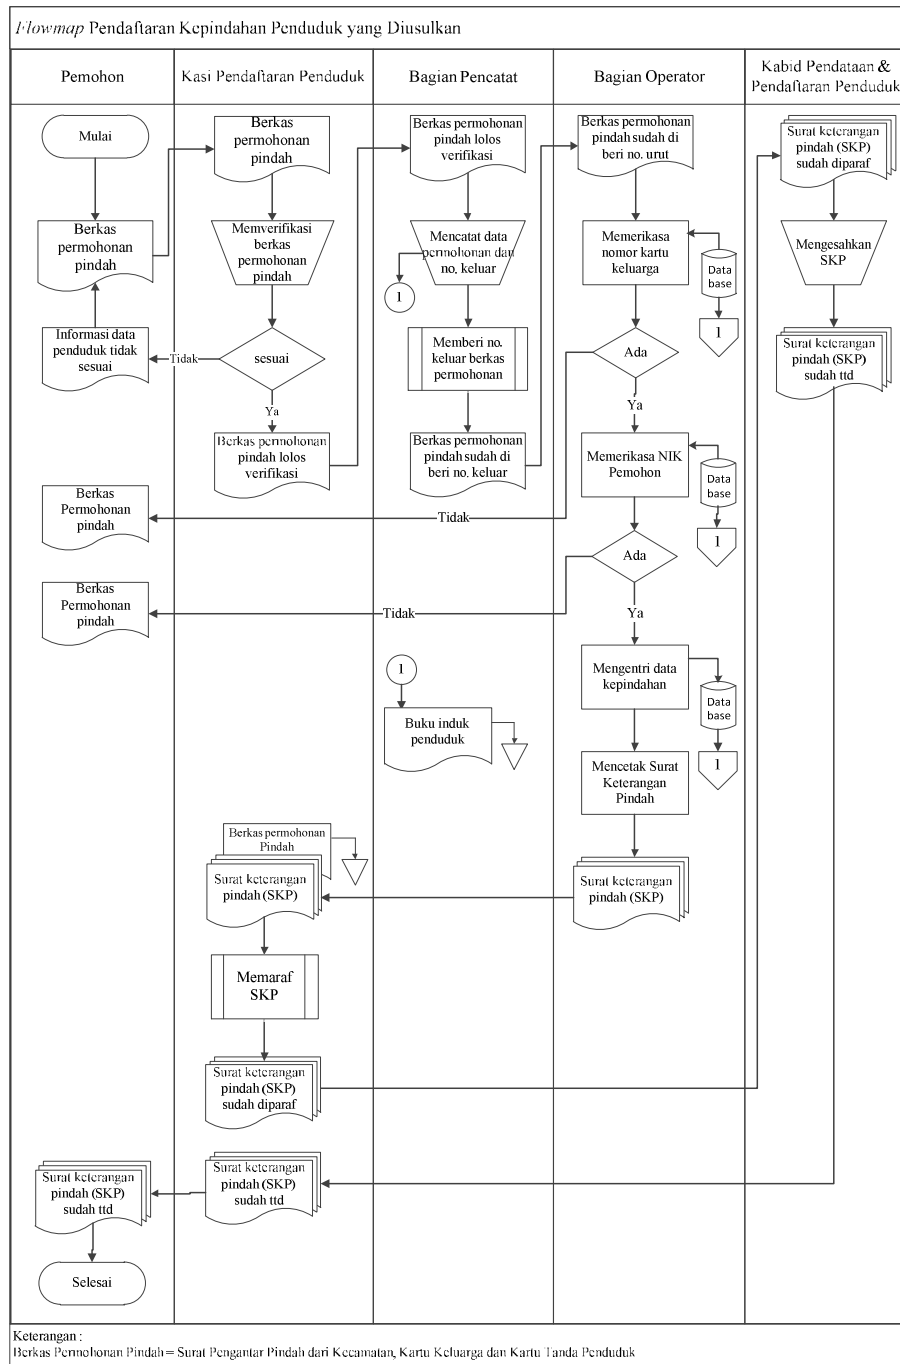 Flowmap Pendaftaran Kepindahan Penduduk yang Diusulkan
Pemohon
Kasi Pendaftaran Penduduk
Bagian Pencatat
Bagian Operator
Kabid Pendataan &
Pendaftaran Penduduk
Mulai
Berkas
permohonan
pindah
Informasi data
penduduk tidak
sesuai
Berkas
Permohonan
pindah
Berkas
Permohonan
pindah
Surat keterangan
pindah (SKP)
sudah ttd
Selesai
Berkas
permohonan
pindah
Memverifikasi
berkas
permohonan
pindah
sesuai
Tidak
Ya
Berkas permohonan
pindah lolos
verifikasi
Berkas permohonan
Pindah
Surat keterangan
pindah (SKP)
Memaraf
SKP
Surat keterangan
pindah (SKP)
sudah diparaf
Surat keterangan
pindah (SKP)
sudah ttd
Berkas permohonan
pindah lolos
verifikasi
Mencatat data
permohonan dan
no. keluar
1
Memberi no.
keluar berkas
permohonan
Berkas permohonan
pindah sudah di
beri no. keluar
Tidak
Tidak
1
Buku induk
penduduk
Berkas permohonan
pindah sudah di
beri no. urut
Memerikasa
nomor kartu
keluarga
Data
base
1
Ada
Ya
Memerikasa NIK
Pemohon
Data
base
1
Ada
Ya
Mengentri data
kepindahan
Data
base
1
Mencetak Surat
Keterangan
Pindah
Surat keterangan
pindah (SKP)
Surat keterangan
pindah (SKP)
sudah diparaf
Mengesahkan
SKP
Surat keterangan
pindah (SKP)
sudah ttd
Keterangan :
Berkas Permohonan Pindah = Surat Pengantar Pindah dari Kecamatan, Kartu Keluarga dan Kartu Tanda Penduduk